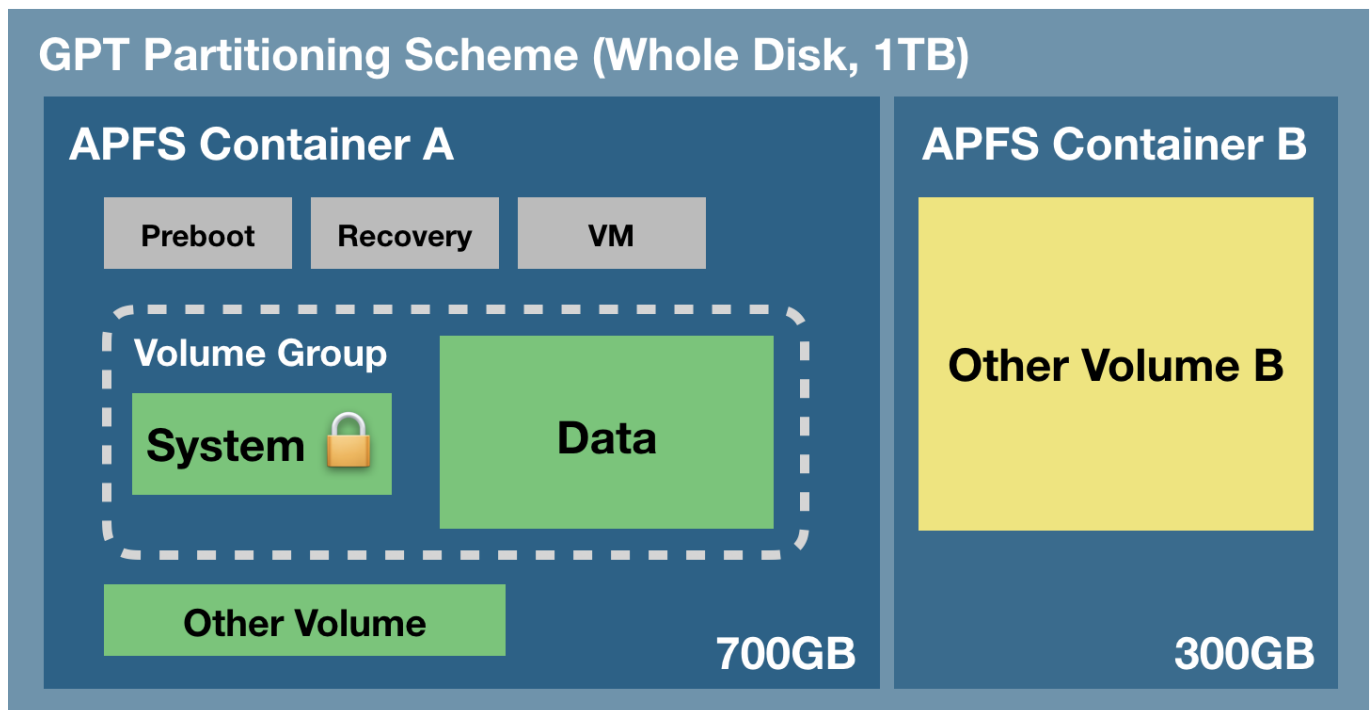 GPT Partitioning Scheme (Whole Disk, 1TB)
APFS Container A
Preboot
Recovery
VM
Volume Group
System
Data
Other Volume
700GB
APFS Container B
Other Volume B
300GB